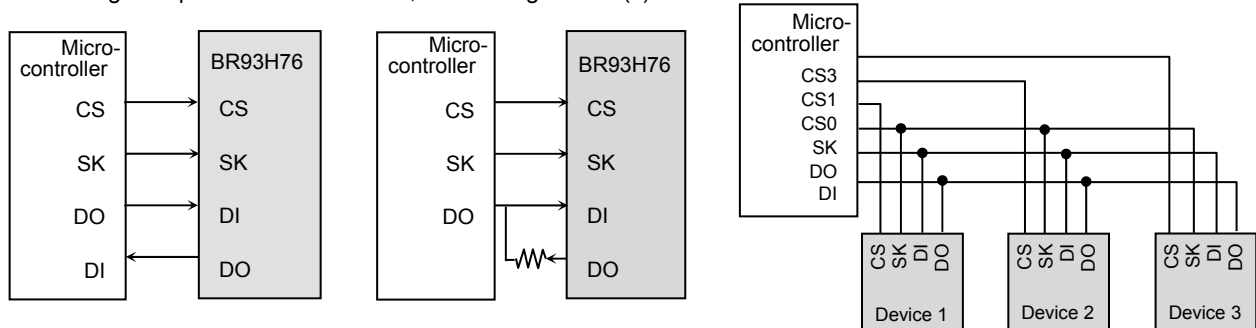 Micro-
controller
CS
SK
DO
DI
BR93H76
CS
SK
DI
DO
Micro-
controller
CS
SK
DO
BR93H76
CS
SK
DI
DO
Micro-
controller
CS3
CS1
CS0
SK
DO
DI
CS
SK
DI
DO
Device 1
CS
SK
DI
DO
Device 2
CS
SK
DI
DO
Device 3